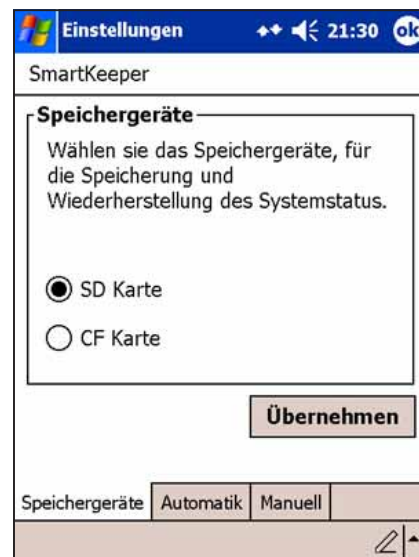 Einstellungen 21:30 ok
SmartKeeper
Speichergeräte
Wählen sie das Speichergeräte, für
die Speicherung und
Wiederherstellung des Systemstatus.
SD Karte
CF Karte
Übernehmen
Speichergeräte Automatik Manuell